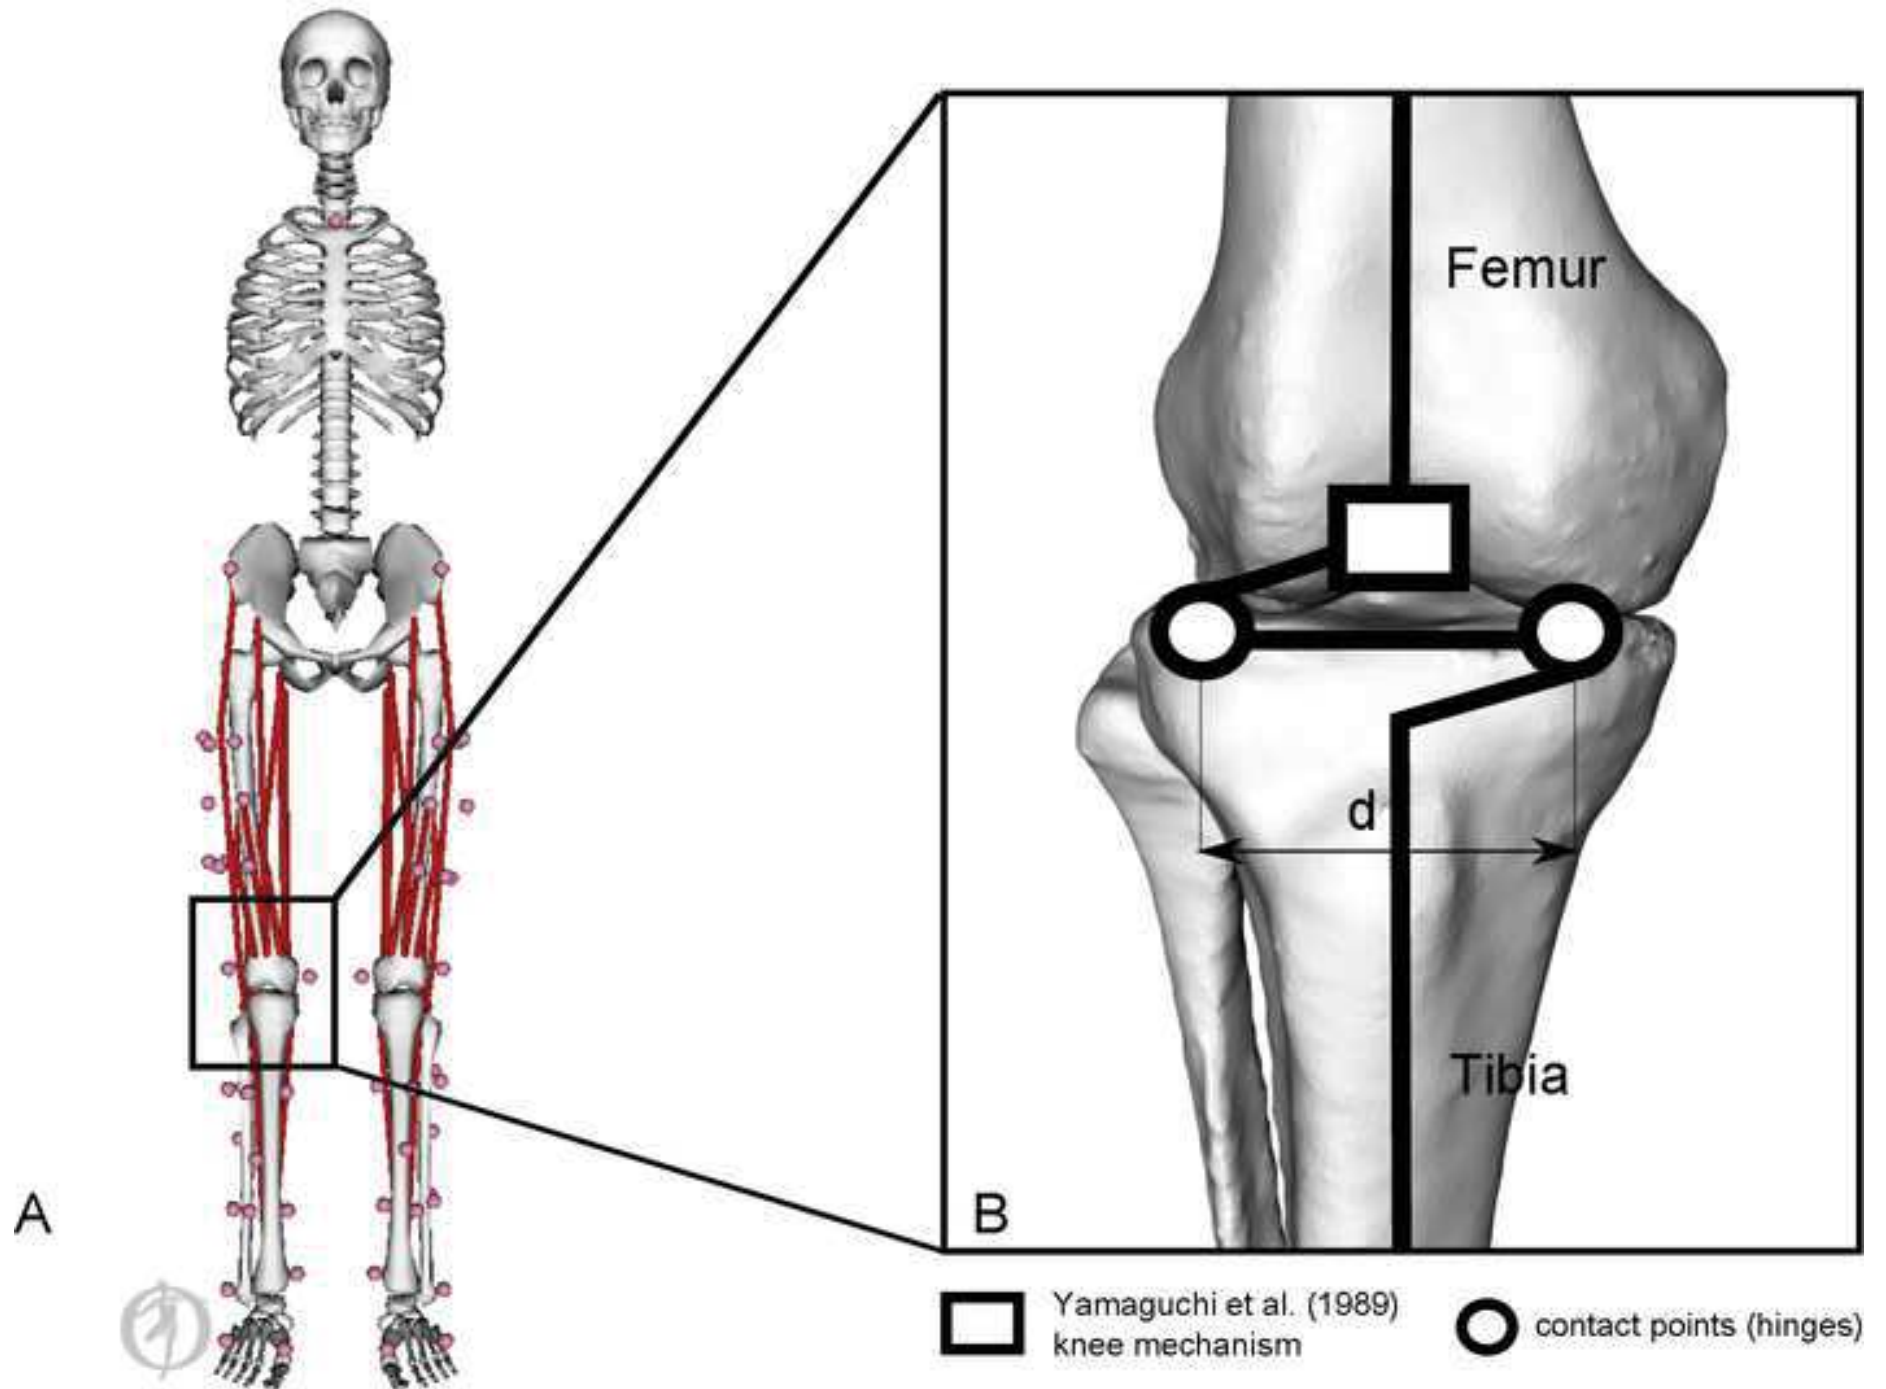 Femur
d
Tibia
A
B
Yamaguchi et al. (1989)
knee mechanism
contact points (hinges)